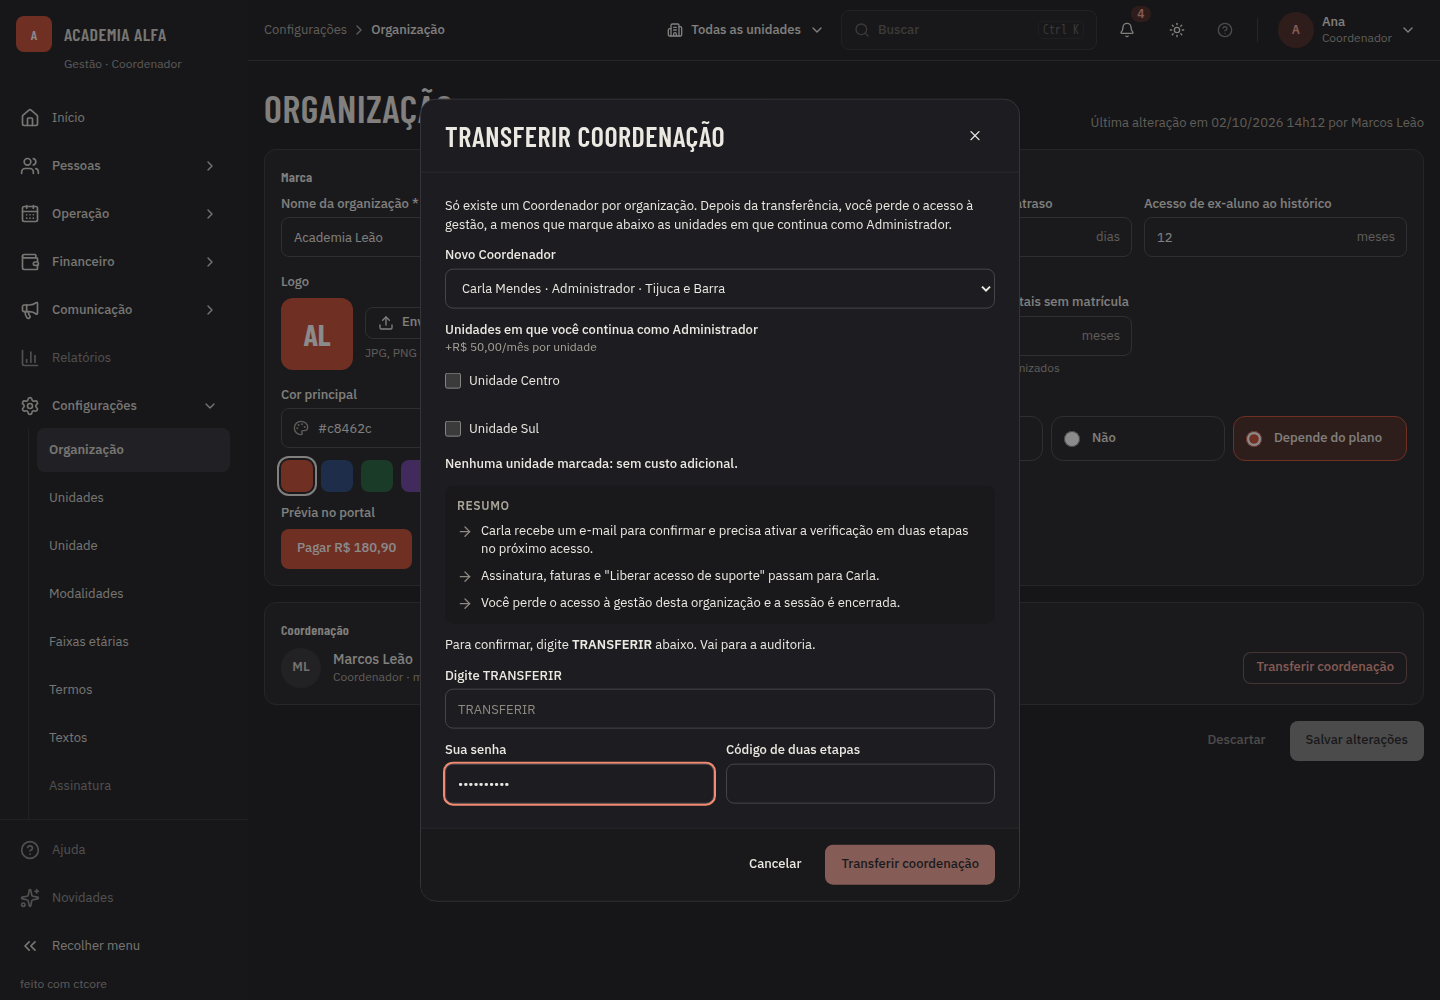 A
ACADEMIA ALFA
Gestão · Coordenador
Início
Pessoas
Operação
Financeiro
Comunicação
Relatórios
Configurações
Organização
Unidades
Unidade
Modalidades
Faixas etárias
Termos
Textos
Assinatura
Ajuda
Novidades
Recolher menu
feito com ctcore
Configurações > Organização
Todas as unidades
Buscar
Ctrl K
4
A
Ana
Coordenador
Última alteração em 02/10/2026 14h12 por Marcos Leão
Marca
Nome da organização *
Academia Leão
Logo
AL
JPG, PNG
Cor principal
#c8462c
Prévia no portal
Pagar R$ 180,90
dias
Acesso de ex-aluno ao histórico
12 meses
sem matrícula
meses
Não
Depende do plano
Coordenação
ML
Marcos Leão
Coordenador ·
Transferir coordenação
Descartar
Salvar alterações
TRANSFERIR COORDENAÇÃO
Só existe um Coordenador por organização. Depois da transferência, você perde o acesso à
gestão, a menos que marque abaixo as unidades em que continua como Administrador.
Novo Coordenador
Carla Mendes · Administrador · Tijuca e Barra
Unidades em que você continua como Administrador
+R$ 50,00/mês por unidade
Unidade Centro
Unidade Sul
Nenhuma unidade marcada: sem custo adicional.
RESUMO
→ Carla recebe um e-mail para confirmar e precisa ativar a verificação em duas etapas
no próximo acesso.
→ Assinatura, faturas e "Liberar acesso de suporte" passam para Carla.
→ Você perde o acesso à gestão desta organização e a sessão é encerrada.
Para confirmar, digite TRANSFERIR abaixo. Vai para a auditoria.
Digite TRANSFERIR
TRANSFERIR
Sua senha
••••••••••
Código de duas etapas
Cancelar
Transferir coordenação